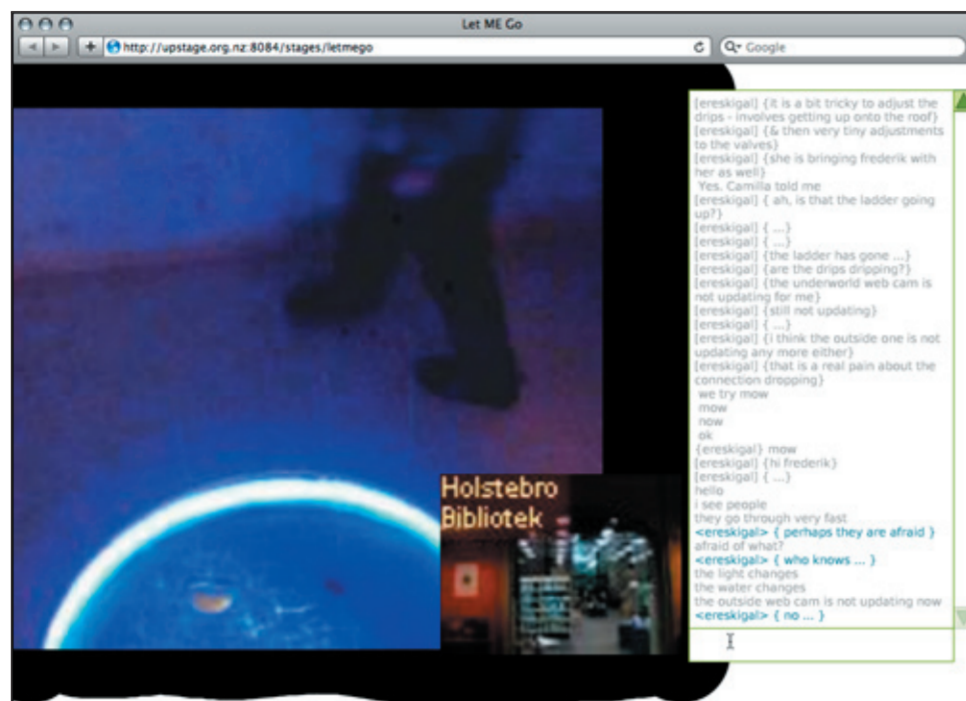 Let ME Go
http://upstage.org.nz:8084/stages/letmego
Google
[ereskigal] {it is a bit tricky to adjust the
drips - involves getting up onto the roof}
[ereskigal] {& then very tiny adjustments
to the valves}
[ereskigal] {she is bringing frederik with
her as well}
Yes. Camilla told me
[ereskigal] { ah, is that the ladder going
up?}
[ereskigal] { ...}
[ereskigal] { ...}
[ereskigal] {the ladder has gone ...}
[ereskigal] {are the drips dripping?}
[ereskigal] {the underworld web cam is
not updating for me}
[ereskigal] {still not updating}
[ereskigal] { ...}
[ereskigal] {i think the outside one is not
updating any more either}
[ereskigal] {that is a real pain about the
connection dropping}
we try mow
mow
now
ok
{ereskigal} mow
[ereskigal] {hi frederik}
[ereskigal] { ...}
hello
i see people
they go through very fast
<ereskigal> { perhaps they are afraid }
afraid of what?
<ereskigal> { who knows ... }
the light changes
the water changes
the outside web cam is not updating now
<ereskigal> { no ... }
Holstebro
Bibliotek